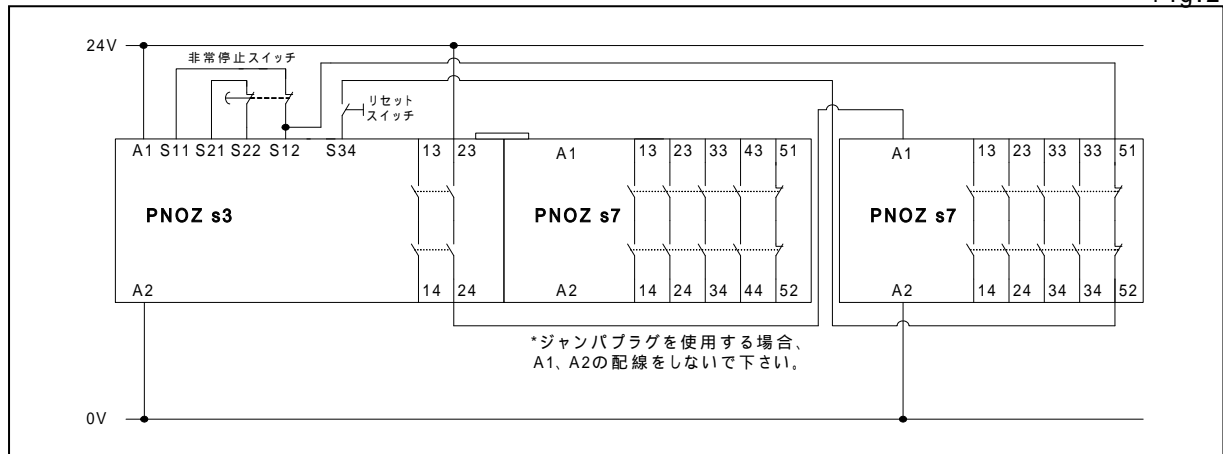 24V
非常停止スイッチ
リセット
スイッチ
A1 S11 S21 S22 S12 S34 13 23
A1 13 23 33 43 51
A1 13 23 33 33 51
PNOZ s3
PNOZ s7
PNOZ s7
A2 14 24
A2 14 24 34 44 52
A2 14 24 34 34 52
*ジャンパプラグを使用する場合、
A1、A2の配線をしないで下さい。
0V